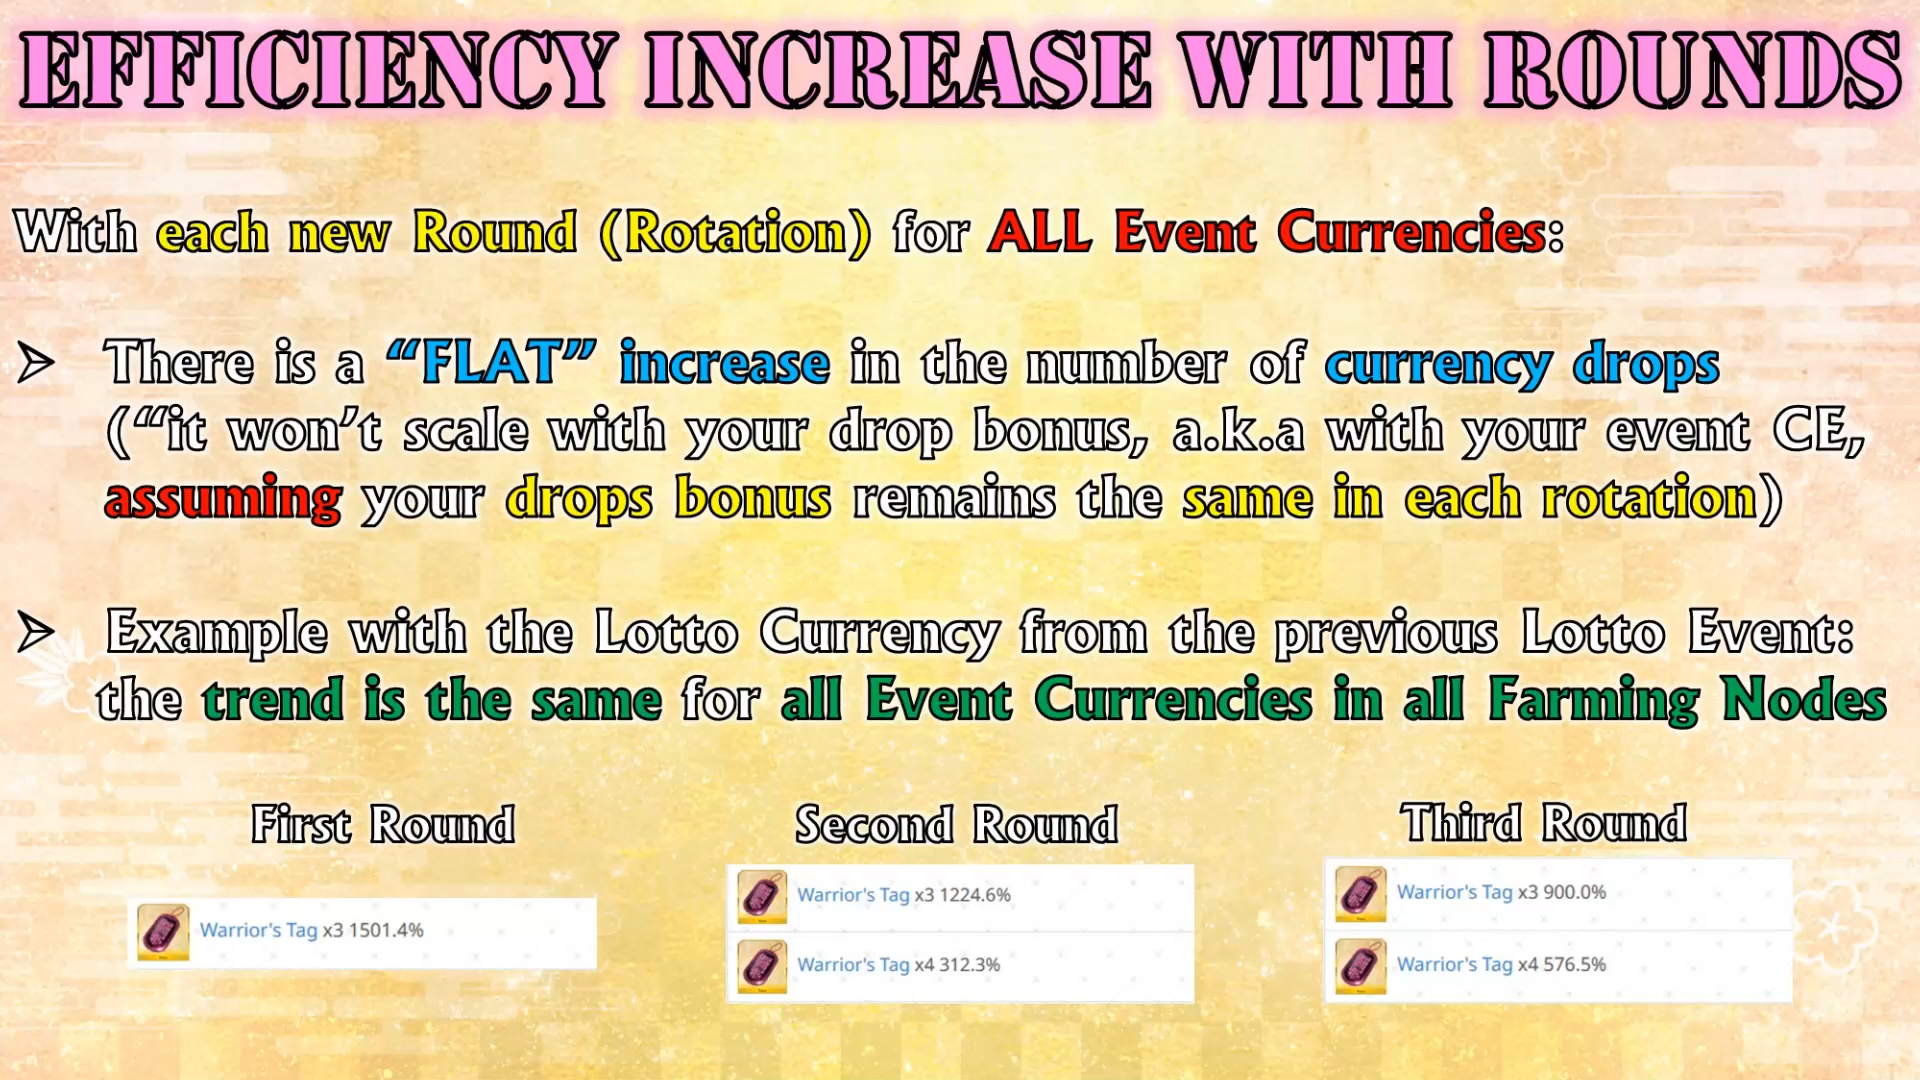 EFFICIENCY INCREASE WITH ROUNDS
With each new Round (Rotation) for ALL Event Currencies:
➢ There is a “FLAT” increase in the number of currency drops
(“it won’t scale with your drop bonus, a.k.a with your event CE,
assuming your drops bonus remains the same in each rotation)
➢ Example with the Lotto Currency from the previous Lotto Event:
the trend is the same for all Event Currencies in all Farming Nodes
First Round
Warrior's Tag x3 1501.4%
Second Round
Warrior's Tag x3 1224.6%
Warrior's Tag x4 312.3%
Third Round
Warrior's Tag x3 900.0%
Warrior's Tag x4 576.5%